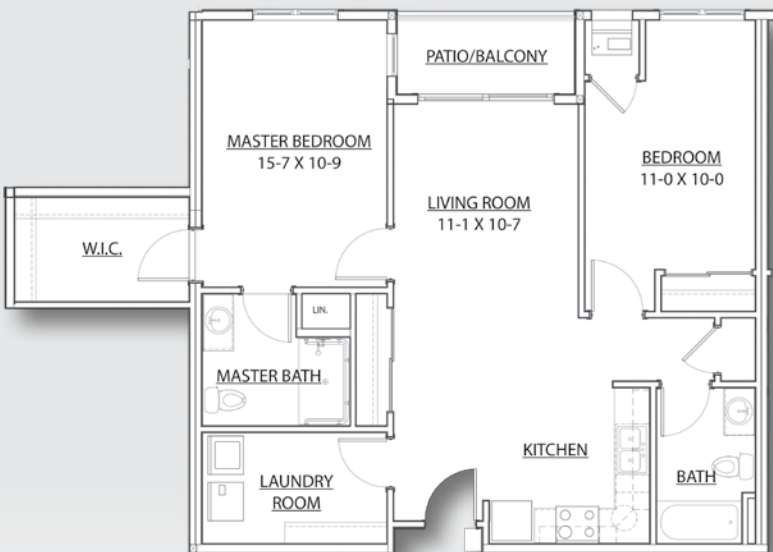 PATIO/BALCONY
MASTER BEDROOM
15-7 X 10-9
BEDROOM
11-0 X 10-0
LIVING ROOM
11-1 X 10-7
W.I.C.
LIN.
MASTER BATH
KITCHEN
LAUNDRY
ROOM
BATH